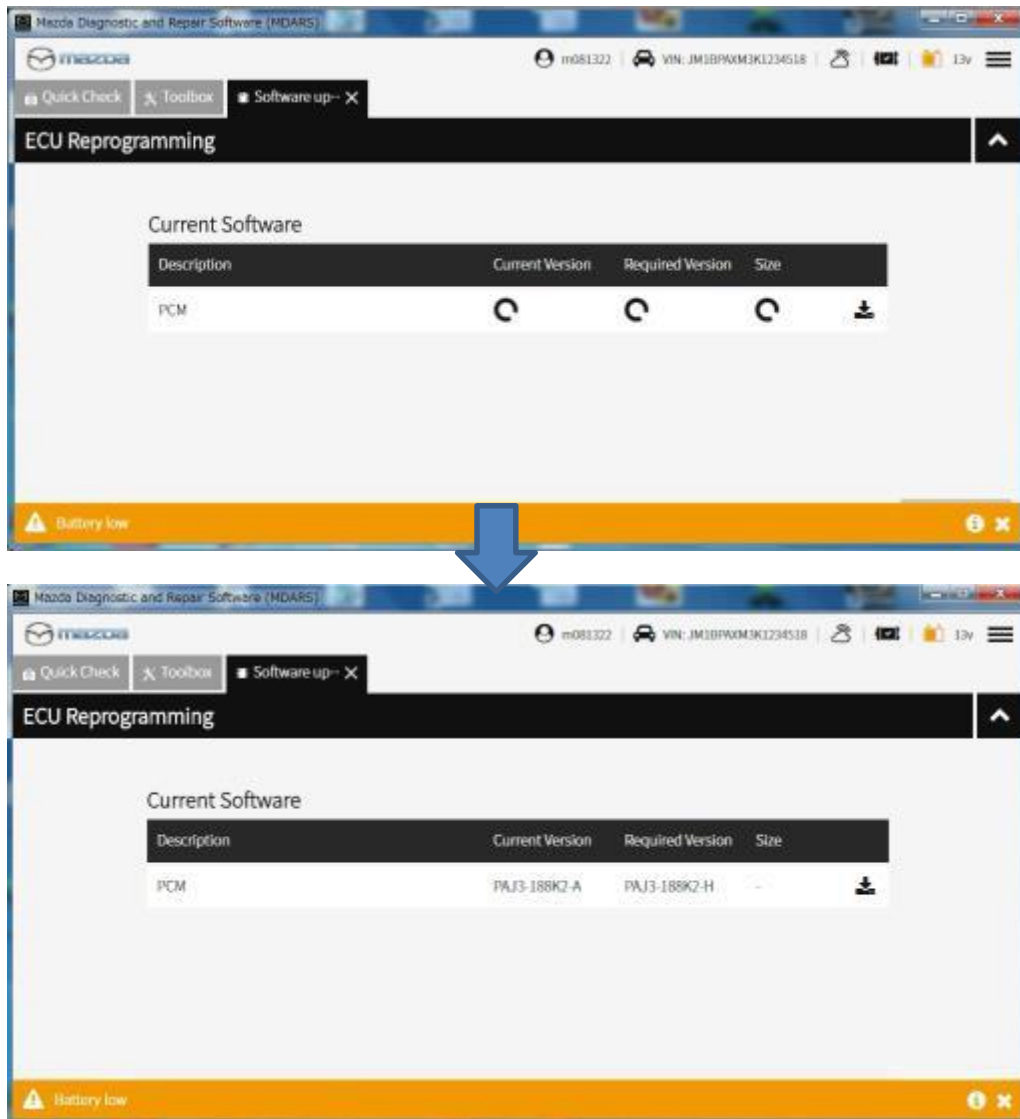 Mazda Diagnostic and Repair Software (MDARS)
mazda
m081322
VIN: JM1BPAXM3K1234518
13v
Quick Check
Toolbox
Software up--
ECU Reprogramming
Current Software
Description Current Version Required Version Size
PCM
Battery low
Mazda Diagnostic and Repair Software (MDARS)
mazda
m081322
VIN: JM1BPAXM3K1234518
13v
Quick Check
Toolbox
Software up--
ECU Reprogramming
Current Software
Description Current Version Required Version Size
PCM PAJ3-188K2-A PAJ3-188K2-H -
Battery low